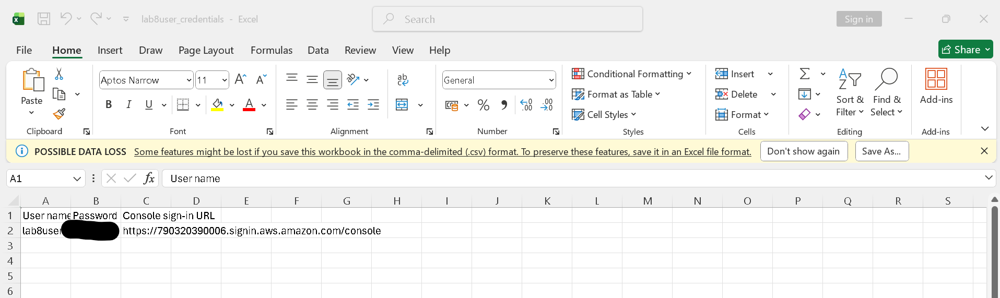 lab8user_credentials - Excel
Search
Sign in
File Home Insert Draw Page Layout Formulas Data Review View Help
Share
Paste
Clipboard
Aptos Narrow 11
B I U
Font
ab
Alignment
General
% 
Number
Conditional Formatting
Format as Table
Cell Styles
Styles
Insert
Delete
Format
Cells
Sort & Filter
Find & Select
Editing
Add-ins
Add-ins
POSSIBLE DATA LOSS Some features might be lost if you save this workbook in the comma-delimited (.csv) format. To preserve these features, save it in an Excel file format. Don't show again Save As...
A1 fx User name
A B C D E F G H I J K L M N O P Q R S
1 User name Password Console sign-in URL
2 lab8user https://790320390006.signin.aws.amazon.com/console
3
4
5
6